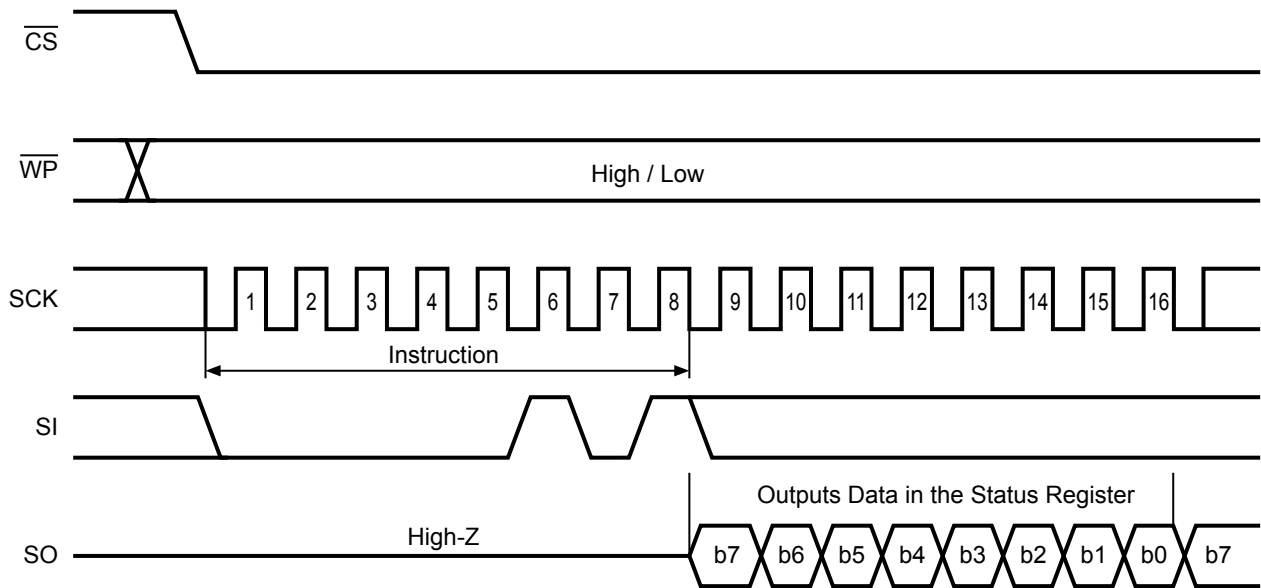 CS
WP
High / Low
SCK
1 2 3 4 5 6 7 8 9 10 11 12 13 14 15 16
Instruction
SI
Outputs Data in the Status Register
High-Z
SO
b7 b6 b5 b4 b3 b2 b1 b0 b7